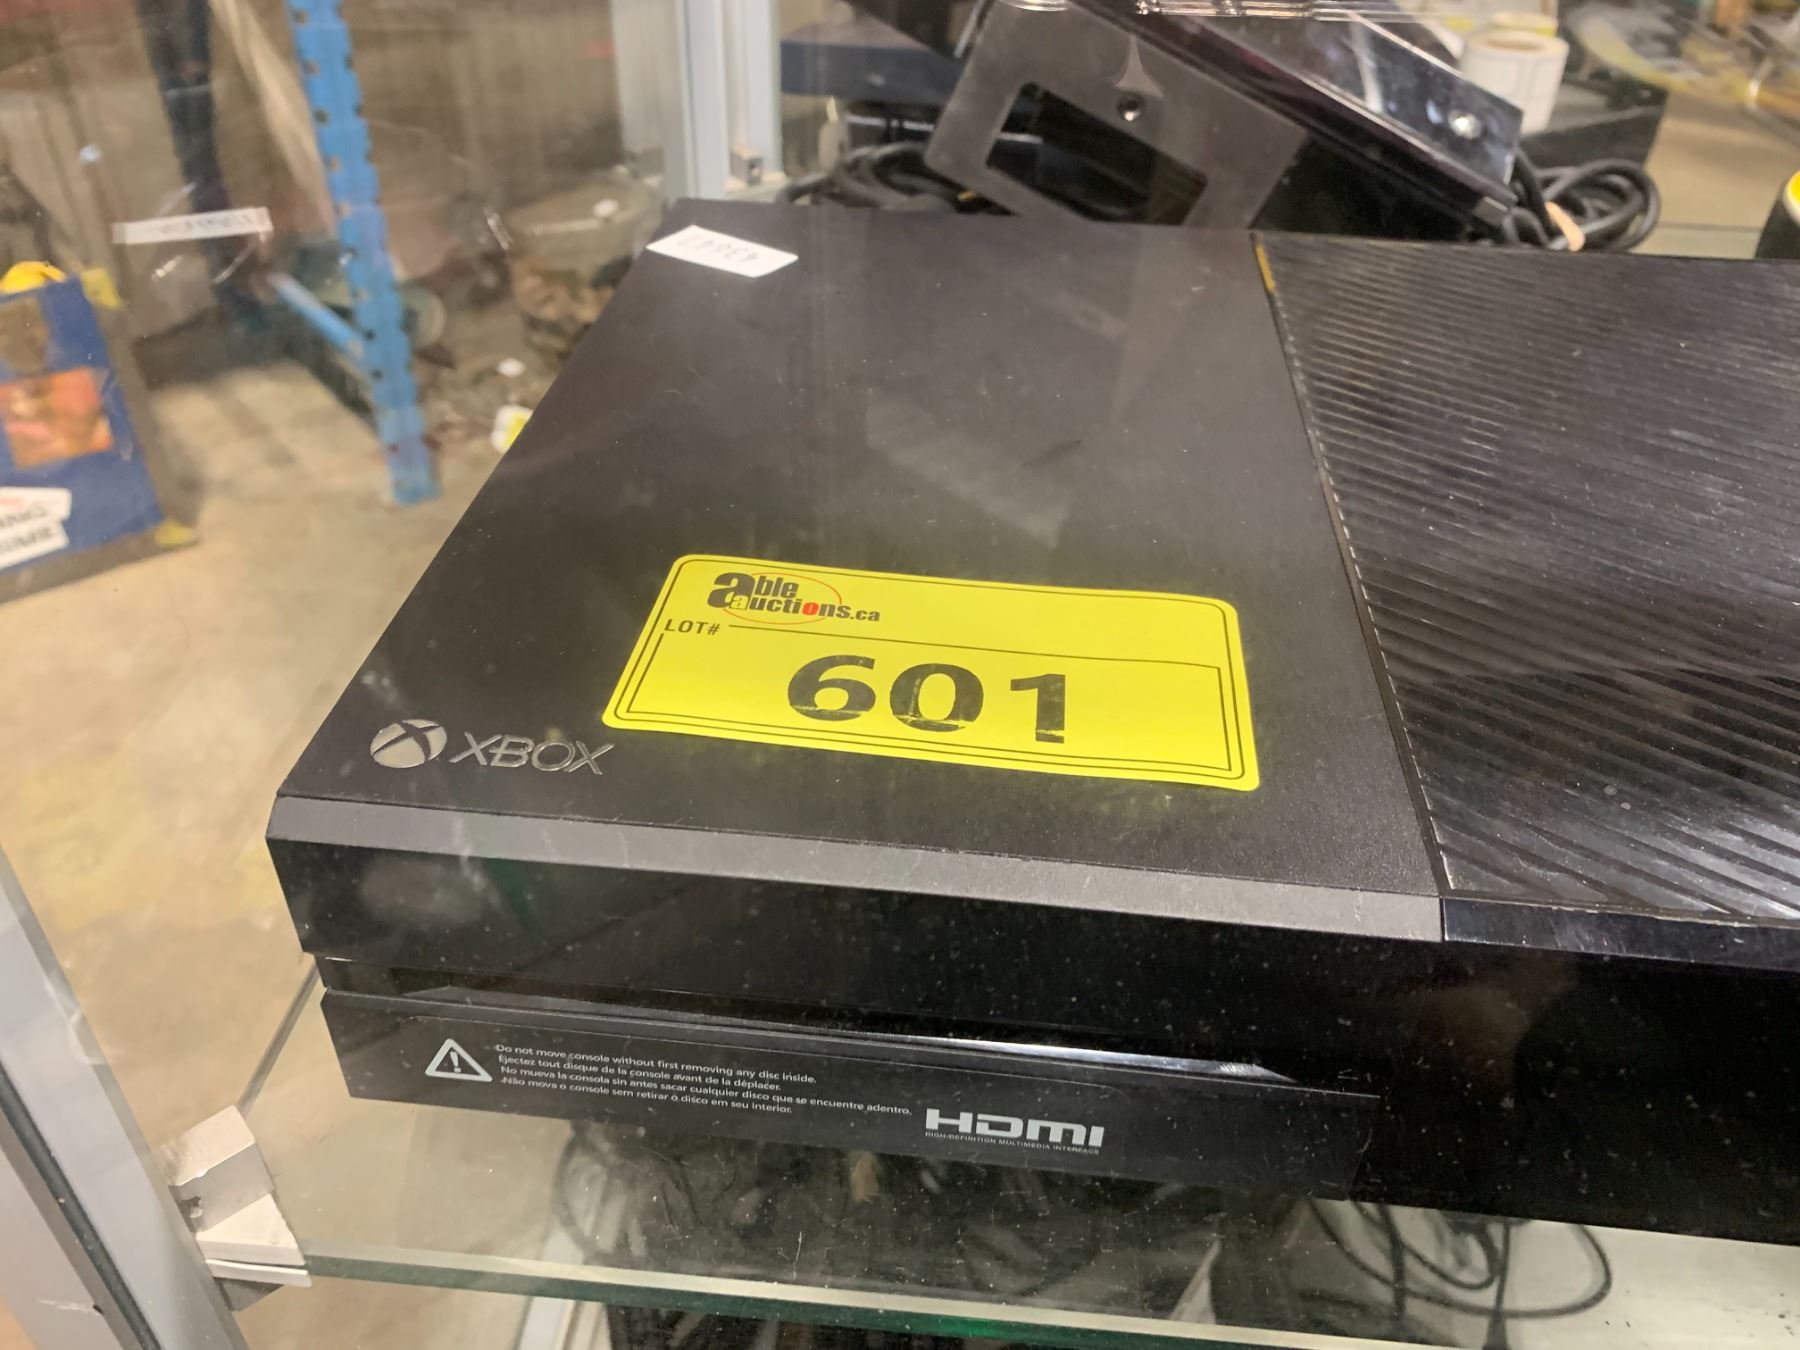 43647
able
auctions.ca
LOT#
601
XBOX
Do not move console without first removing any disc inside.
Éjectez tout disque de la console avant de la déplacer.
No mueva la consola sin antes sacar cualquier disco que se encuentre adentro.
Não mova o console sem retirar o disco em seu interior.
HDMI
HIGH-DEFINITION MULTIMEDIA INTERFACE